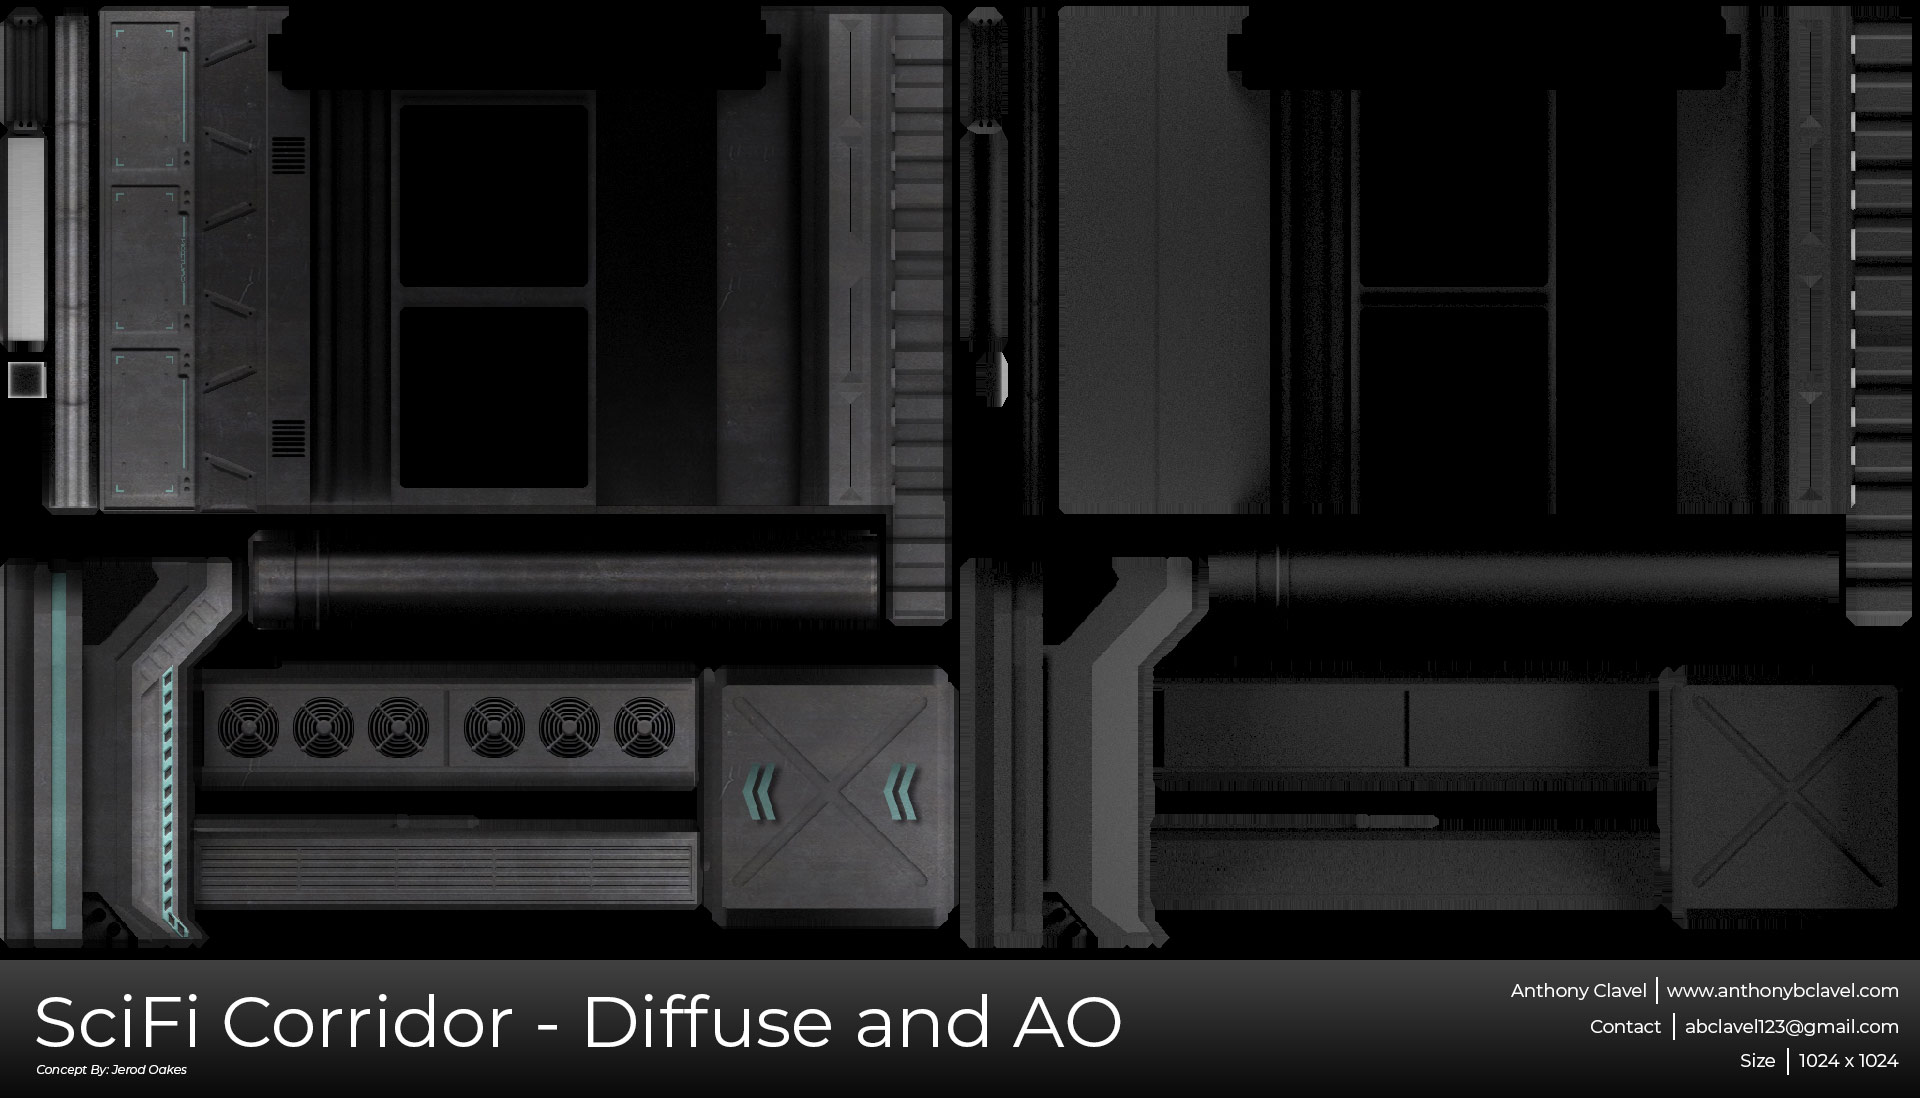 SciFi Corridor - Diffuse and AO
Concept By: Jerod Oakes
Anthony Clavel | www.anthonybclavel.com
Contact | abclavel123@gmail.com
Size | 1024 x 1024